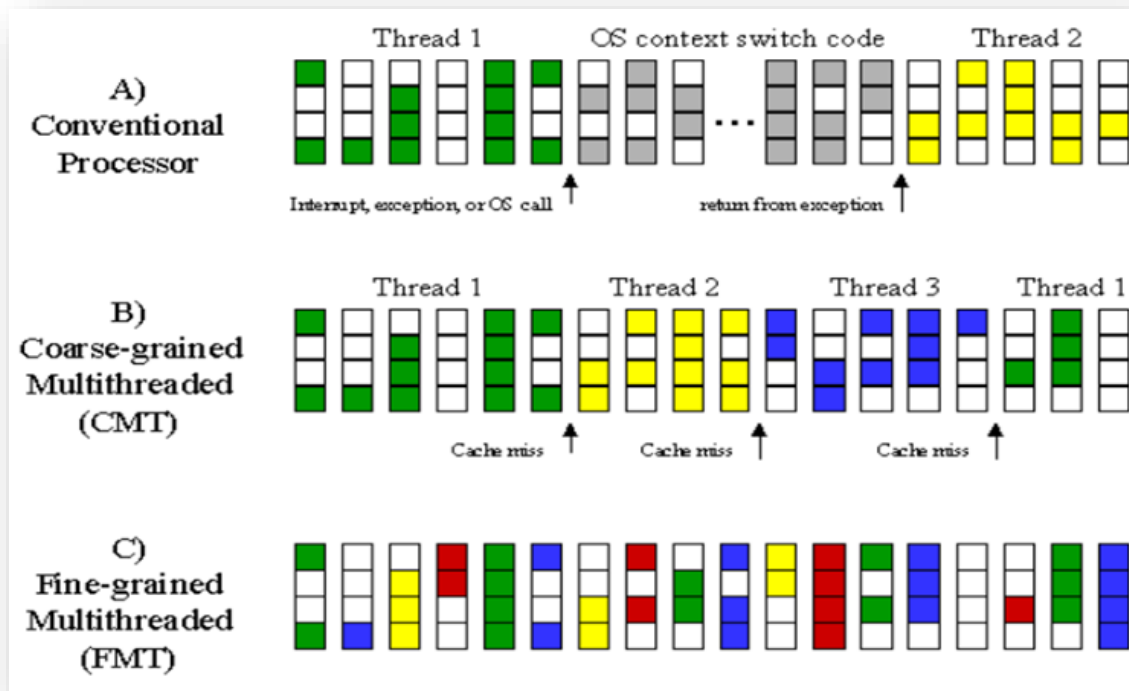 Thread 1 OS context switch code Thread 2
A)
Conventional
Processor
...
Interrupt, exception, or OS call return from exception
Thread 1 Thread 2 Thread 3 Thread 1
B)
Coarse-grained
Multithreaded
(CMT)
Cache miss Cache miss Cache miss
C)
Fine-grained
Multithreaded
(FMT)